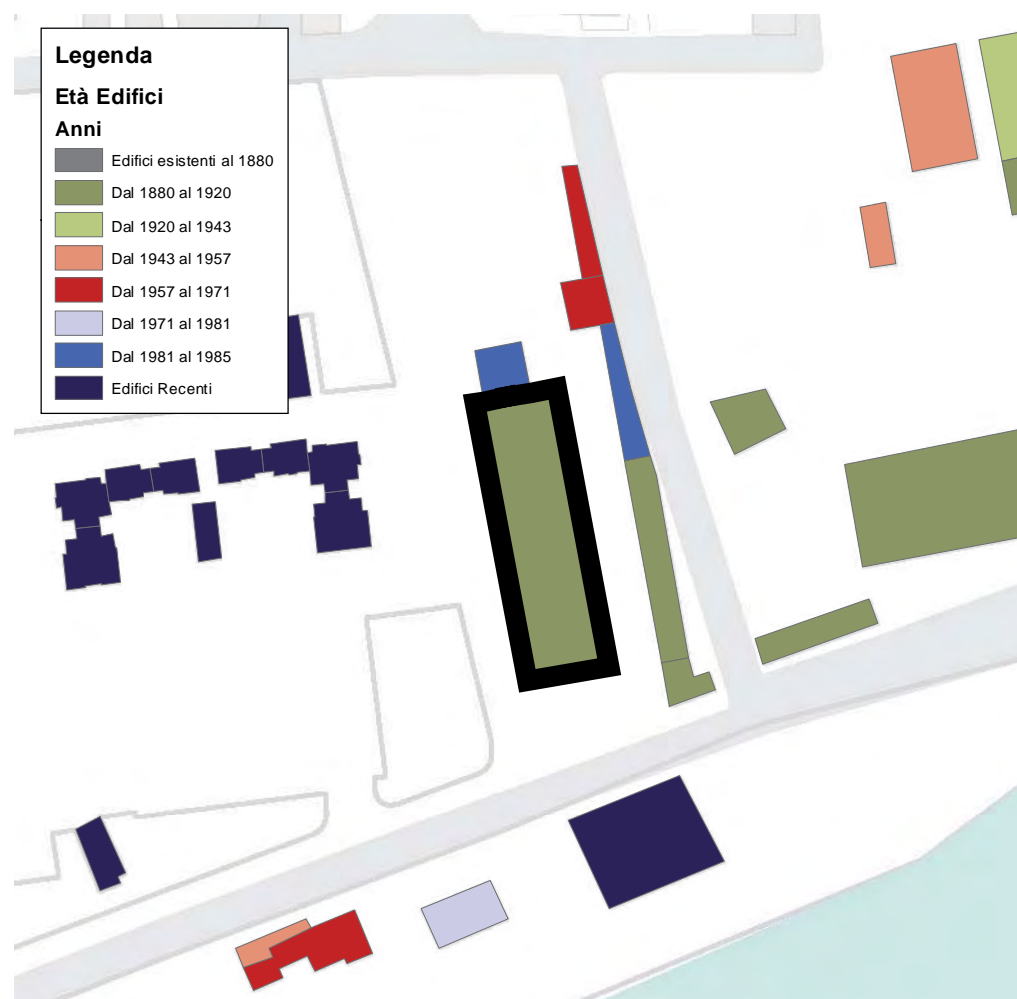 Legenda
Età Edifici
Anni
Edifici esistenti al 1880
Dal 1880 al 1920
Dal 1920 al 1943
Dal 1943 al 1957
Dal 1957 al 1971
Dal 1971 al 1981
Dal 1981 al 1985
Edifici Recenti